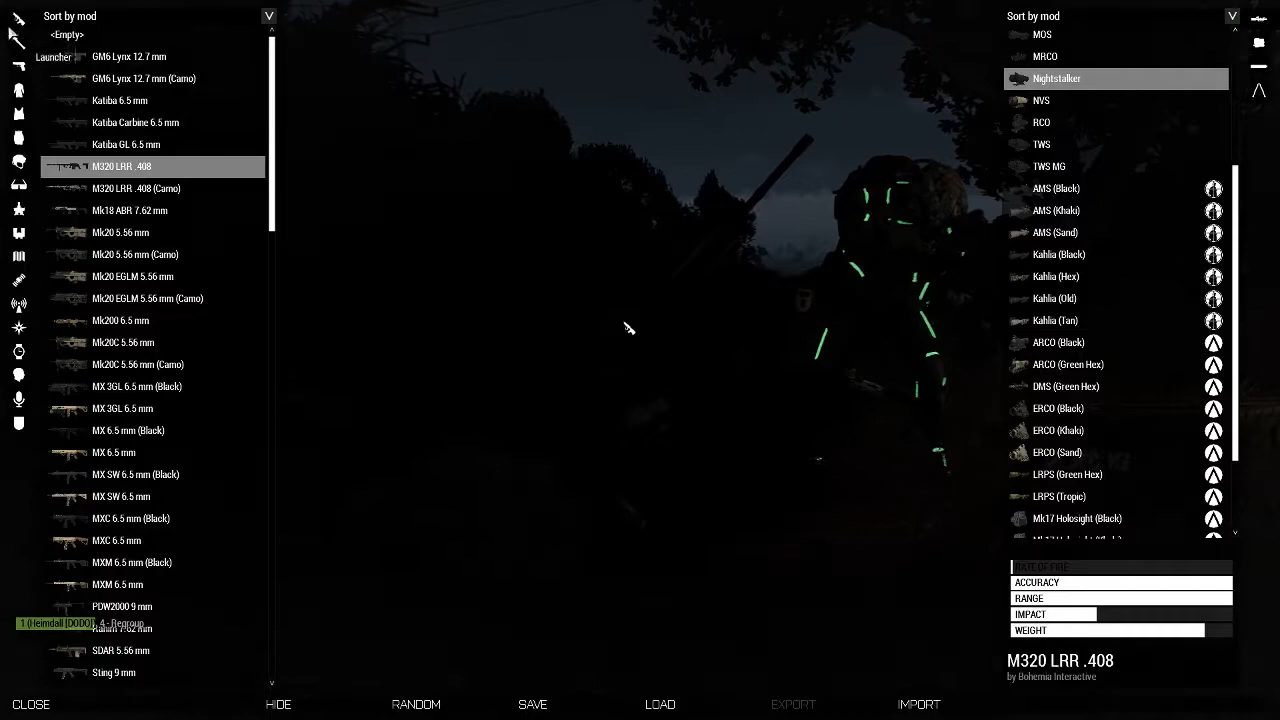 Sort by mod
V
<Empty>
Launcher
GM6 Lynx 12.7 mm
GM6 Lynx 12.7 mm (Camo)
Katiba 6.5 mm
Katiba Carbine 6.5 mm
Katiba GL 6.5 mm
M320 LRR .408
M320 LRR .408 (Camo)
Mk18 ABR 7.62 mm
Mk20 5.56 mm
Mk20 5.56 mm (Camo)
Mk20 EGLM 5.56 mm
Mk20 EGLM 5.56 mm (Camo)
Mk200 6.5 mm
Mk20C 5.56 mm
Mk20C 5.56 mm (Camo)
MX 3GL 6.5 mm (Black)
MX 3GL 6.5 mm
MX 6.5 mm (Black)
MX 6.5 mm
MX SW 6.5 mm (Black)
MX SW 6.5 mm
MXC 6.5 mm (Black)
MXC 6.5 mm
MXM 6.5 mm (Black)
MXM 6.5 mm
PDW2000 9 mm
1 (Heimdall [DODO]) 4 - Regroup
Rahim 7.62 mm
SDAR 5.56 mm
Sting 9 mm
Sort by mod
V
MOS
MRCO
Nightstalker
NVS
RCO
TWS
TWS MG
AMS (Black)
AMS (Khaki)
AMS (Sand)
Kahlia (Black)
Kahlia (Hex)
Kahlia (Old)
Kahlia (Tan)
ARCO (Black)
ARCO (Green Hex)
DMS (Green Hex)
ERCO (Black)
ERCO (Khaki)
ERCO (Sand)
LRPS (Green Hex)
LRPS (Tropic)
Mk17 Holosight (Black)
Mk17 Holosight (Khaki)
RATE OF FIRE
ACCURACY
RANGE
IMPACT
WEIGHT
M320 LRR .408
by Bohemia Interactive
CLOSE
HIDE
RANDOM
SAVE
LOAD
EXPORT
IMPORT